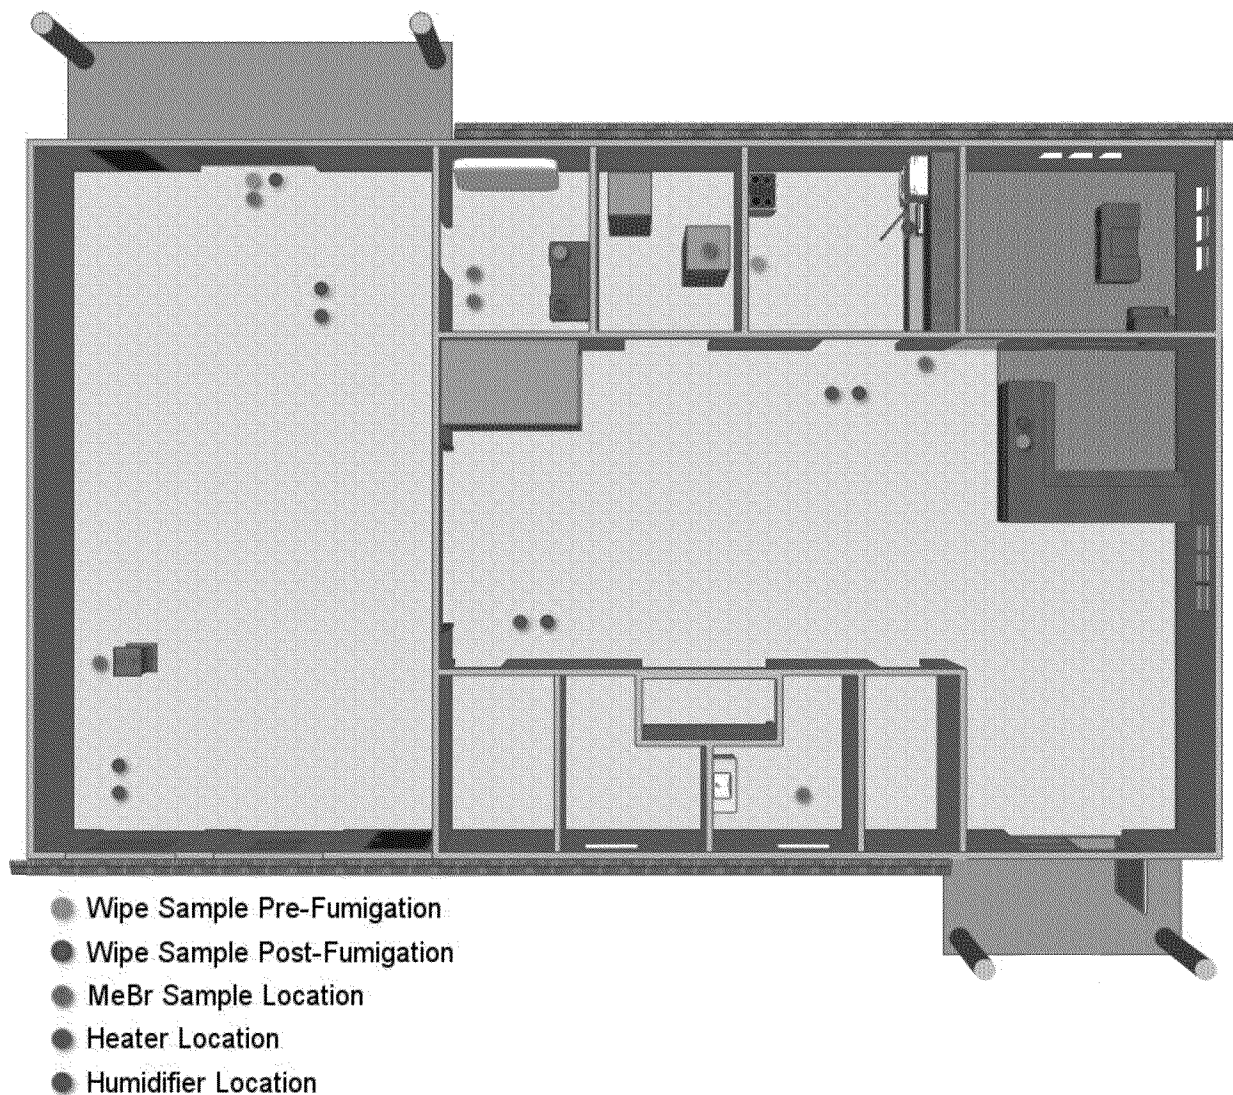 Wipe Sample Pre-Fumigation
Wipe Sample Post-Fumigation
MeBr Sample Location
Heater Location
Humidifier Location